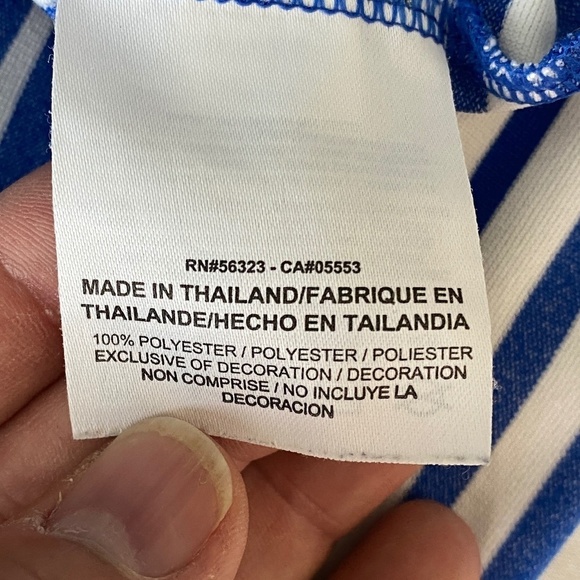 RN#56323 - CA#05553
MADE IN THAILAND/FABRIQUE EN
THAILANDE/HECHO EN TAILANDIA
100% POLYESTER / POLYESTER / POLIESTER
EXCLUSIVE OF DECORATION / DECORATION
NON COMPRISE / NO INCLUYE LA
DECORACION